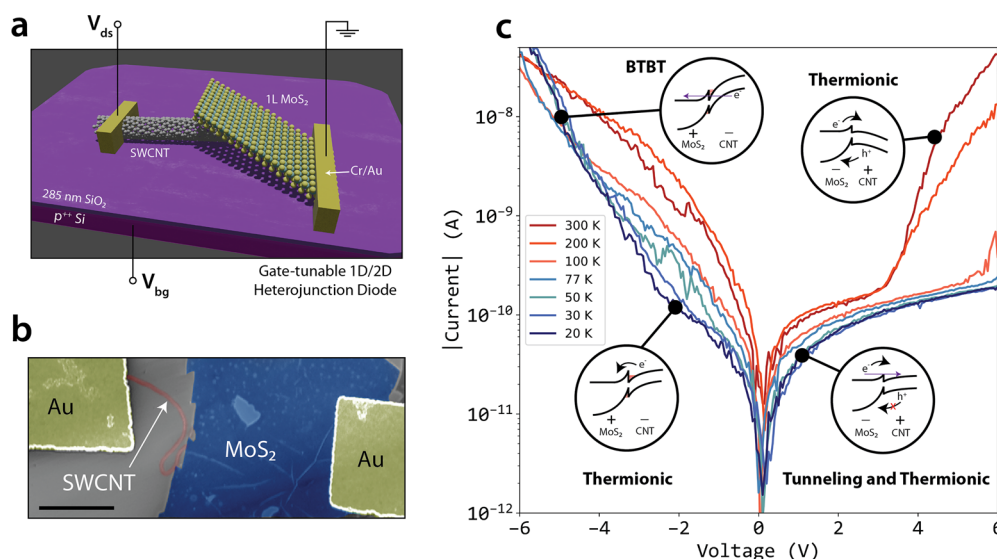 a
V_ds
1L MoS₂
SWCNT
Cr/Au
285 nm SiO₂
p⁺⁺ Si
V_bg
Gate-tunable 1D/2D
Heterojunction Diode
b
Au
SWCNT
MoS₂
Au
c
|Current| (A)
10⁻⁸
10⁻⁹
10⁻¹⁰
10⁻¹¹
10⁻¹²
−6 −4 −2 0 2 4 6
Voltage (V)
300 K
200 K
100 K
77 K
50 K
30 K
20 K
BTBT
e⁻
+ −
MoS₂ CNT
Thermionic
e⁻
h⁺
− +
MoS₂ CNT
e⁻
+ −
MoS₂ CNT
Thermionic
e⁻
h⁺
x
− +
MoS₂ CNT
Tunneling and Thermionic